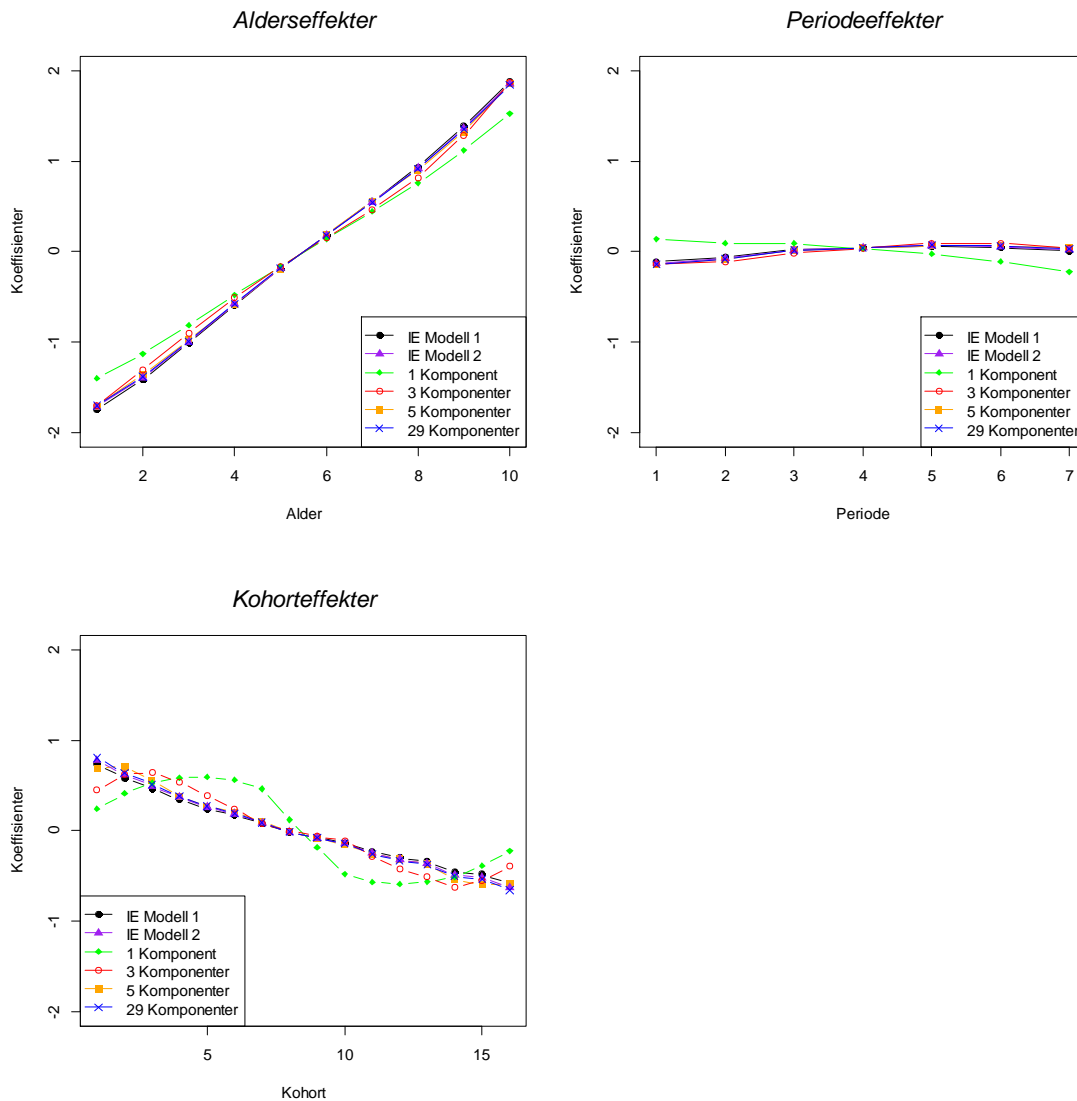 Alderseffekter
Koeffisienter
2
1
0
-1
-2
IE Modell 1
IE Modell 2
1 Komponent
3 Komponenter
5 Komponenter
29 Komponenter
2 4 6 8 10
Alder
Periodeeffekter
Koeffisienter
2
1
0
-1
-2
IE Modell 1
IE Modell 2
1 Komponent
3 Komponenter
5 Komponenter
29 Komponenter
1 2 3 4 5 6 7
Periode
Kohorteffekter
Koeffisienter
2
1
0
-1
-2
IE Modell 1
IE Modell 2
1 Komponent
3 Komponenter
5 Komponenter
29 Komponenter
5 10 15
Kohort